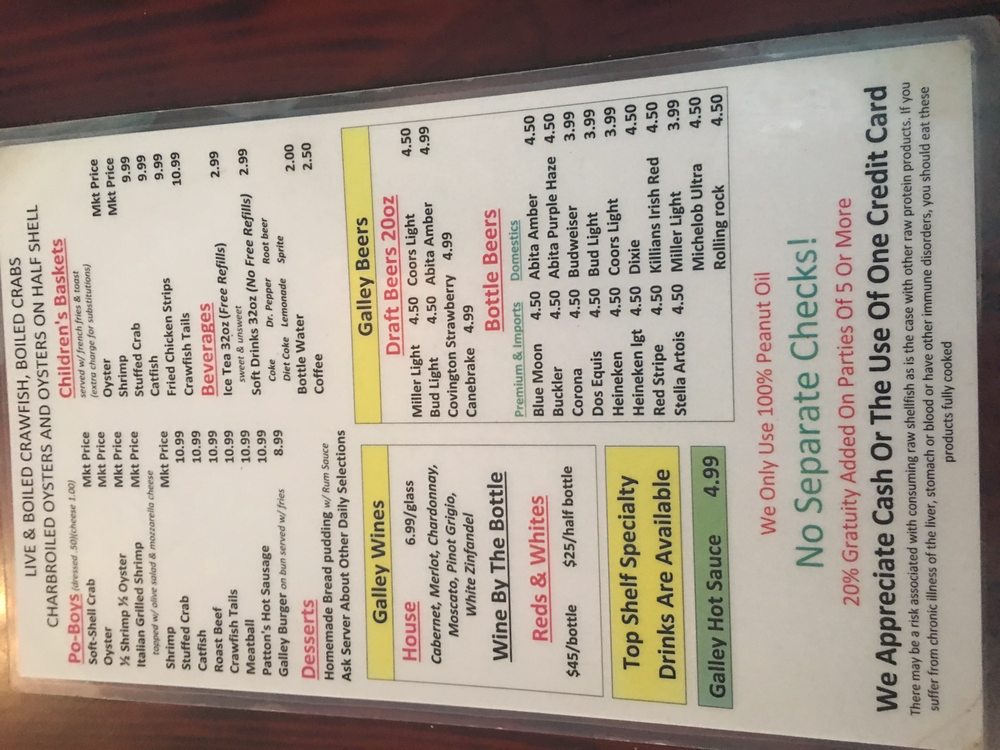 LIVE & BOILED CRAWFISH, BOILED CRABS
CHARBROILED OYSTERS AND OYSTERS ON HALF SHELL
Po-Boys (dressed .50)(cheese 1.00)
Soft-Shell Crab Mkt Price
Oyster Mkt Price
½ Shrimp ½ Oyster Mkt Price
Italian Grilled Shrimp Mkt Price
topped w/ olive salad & mozzarella cheese
Shrimp Mkt Price
Stuffed Crab 10.99
Catfish 10.99
Roast Beef 10.99
Crawfish Tails 10.99
Meatball 10.99
Patton's Hot Sausage 10.99
Galley Burger on bun served w/ fries 8.99
Desserts
Homemade Bread pudding w/ Rum Sauce
Ask Server About Other Daily Selections
Children's Baskets
served w/ french fries & toast
(extra charge for substitutions)
Oyster Mkt Price
Shrimp Mkt Price
Stuffed Crab 9.99
Catfish 9.99
Fried Chicken Strips 9.99
Crawfish Tails 10.99
Beverages
Ice Tea 32oz (Free Refills) 2.99
sweet & unsweet
Soft Drinks 32oz (No Free Refills) 2.99
Coke Dr. Pepper Root beer
Diet Coke Lemonade Sprite
Bottle Water 2.00
Coffee 2.50
Galley Wines
House 6.99/glass
Cabernet, Merlot, Chardonnay,
Moscato, Pinot Grigio,
White Zinfandel
Wine By The Bottle
Reds & Whites
$45/bottle $25/half bottle
Top Shelf Specialty
Drinks Are Available
Galley Hot Sauce 4.99
Galley Beers
Draft Beers 20oz
Miller Light 4.50 Coors Light 4.50
Bud Light 4.50 Abita Amber 4.99
Covington Strawberry 4.99
Canebrake 4.99
Bottle Beers
Premium & Imports Domestics
Blue Moon 4.50 Abita Amber 4.50
Buckler 4.50 Abita Purple Haze 4.50
Corona 4.50 Budweiser 3.99
Dos Equis 4.50 Bud Light 3.99
Heineken 4.50 Coors Light 3.99
Heineken lgt 4.50 Dixie 4.50
Red Stripe 4.50 Killians Irish Red 4.50
Stella Artois 4.50 Miller Light 3.99
Michelob Ultra 4.50
Rolling rock 4.50
We Only Use 100% Peanut Oil
No Separate Checks!
20% Gratuity Added On Parties Of 5 Or More
We Appreciate Cash Or The Use Of One Credit Card
There may be a risk associated with consuming raw shellfish as is the case with other raw protein products. If you
suffer from chronic illness of the liver, stomach or blood or have other immune disorders, you should eat these
products fully cooked